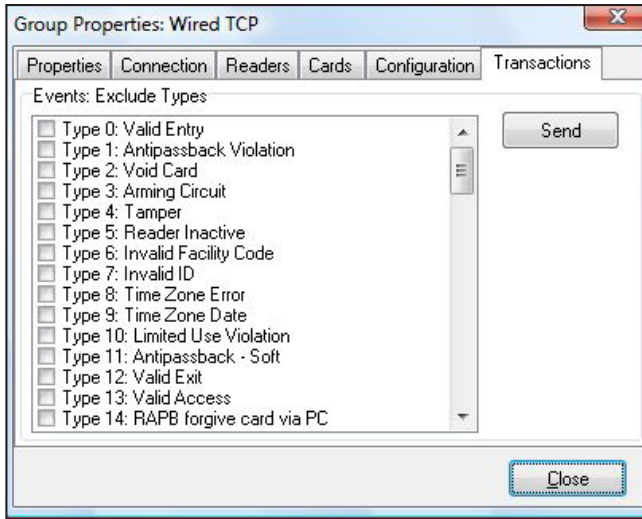 Group Properties: Wired TCP
Properties Connection Readers Cards Configuration Transactions
Events: Exclude Types
Type 0: Valid Entry
Send
Type 1: Antipassback Violation
Type 2: Void Card
Type 3: Arming Circuit
Type 4: Tamper
Type 5: Reader Inactive
Type 6: Invalid Facility Code
Type 7: Invalid ID
Type 8: Time Zone Error
Type 9: Time Zone Date
Type 10: Limited Use Violation
Type 11: Antipassback - Soft
Type 12: Valid Exit
Type 13: Valid Access
Type 14: RAPB forgive card via PC
Close